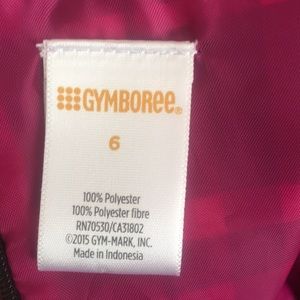 GYMBOREE®
6
100% Polyester
100% Polyester fibre
RN70530/CA31802
©2015 GYM-MARK, INC.
Made in Indonesia